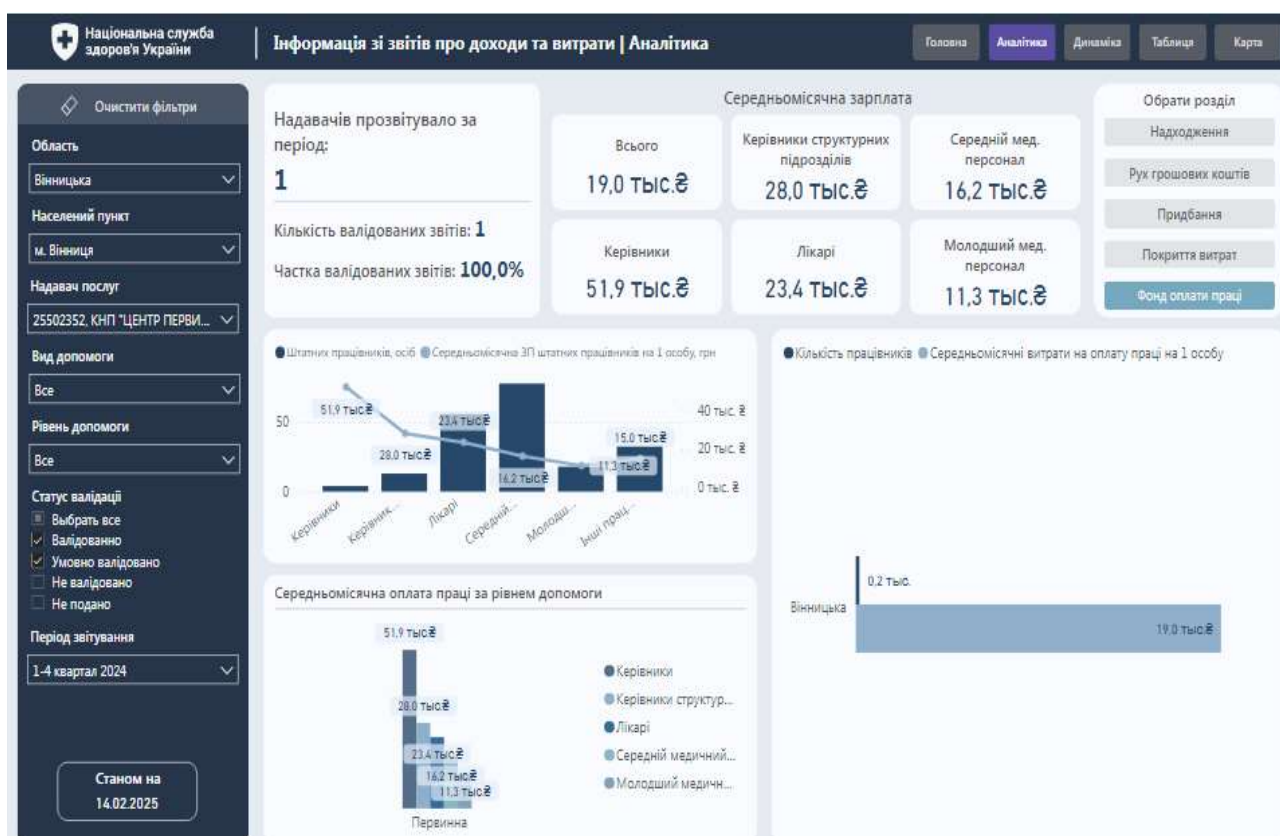 Національна служба
здоров'я України
Інформація зі звітів про доходи та витрати | Аналітика
Головна
Аналітика
Динаміка
Таблиця
Карта
Очистити фільтри
Область
Вінницька
Населений пункт
м. Вінниця
Надавач послуг
25502352, КНП "ЦЕНТР ПЕРВИ...
Вид допомоги
Все
Рівень допомоги
Все
Статус валідації
Выбрать все
Валідованно
Умовно валідовано
Не валідовано
Не подано
Період звітування
1-4 квартал 2024
Станом на
14.02.2025
Надавачів прозвітувало за
період:
1
Кількість валідованих звітів: 1
Частка валідованих звітів: 100,0%
Середньомісячна зарплата
Всього
19,0 тыс.₴
Керівники структурних
підрозділів
28,0 тыс.₴
Середній мед.
персонал
16,2 тыс.₴
Керівники
51,9 тыс.₴
Лікарі
23,4 тыс.₴
Молодший мед.
персонал
11,3 тыс.₴
Обрати розділ
Надходження
Рух грошових коштів
Придбання
Покриття витрат
Фонд оплати праці
Штатних працівників, осіб Середньомісячна ЗП штатних працівників на 1 особу, грн
50
0
51,9 тыс.₴
28,0 тыс.₴
23,4 тыс.₴
16,2 тыс.₴
11,3 тыс.₴
15,0 тыс.₴
40 тыс. ₴
20 тыс. ₴
0 тыс. ₴
Керівники
Керівник...
Лікарі
Середній...
Молодш...
Інші прац...
Середньомісячна оплата праці за рівнем допомоги
51,9 тыс.₴
28,0 тыс.₴
23,4 тыс.₴
16,2 тыс.₴
11,3 тыс.₴
Первинна
Керівники
Керівники структур...
Лікарі
Середній медичний...
Молодший медичн...
Кількість працівників Середньомісячні витрати на оплату праці на 1 особу
Вінницька
0,2 тыс.
19,0 тыс.₴